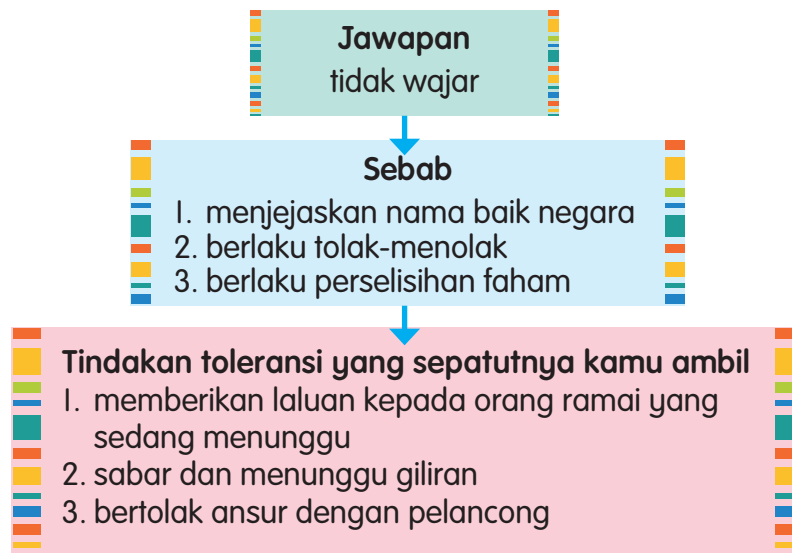 Jawapan
tidak wajar
Sebab
1. menjejaskan nama baik negara
2. berlaku tolak-menolak
3. berlaku perselisihan faham
Tindakan toleransi yang sepatutnya kamu ambil
1. memberikan laluan kepada orang ramai yang
sedang menunggu
2. sabar dan menunggu giliran
3. bertolak ansur dengan pelancong